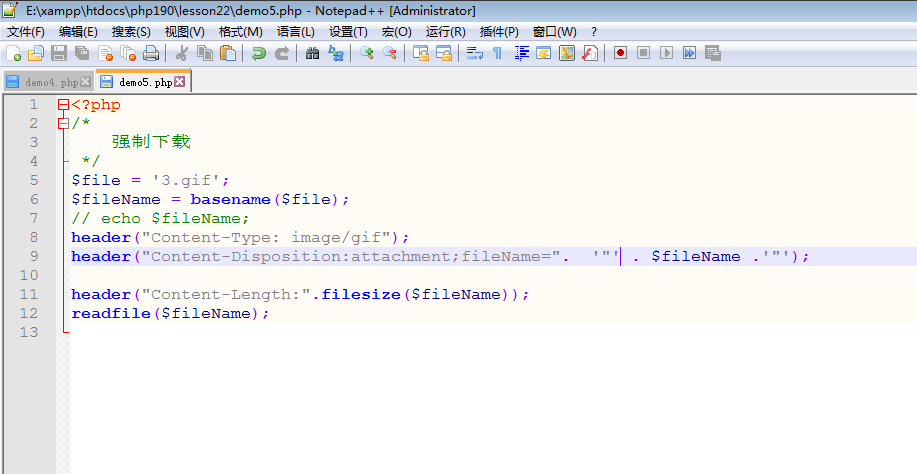 E:\xampp\htdocs\php190\lesson22\demo5.php - Notepad++ [Administrator]
文件(F) 编辑(E) 搜索(S) 视图(V) 格式(M) 语言(L) 设置(T) 宏(O) 运行(R) 插件(P) 窗口(W) ?
demo4.php demo5.php
1 <?php
2 /*
3 强制下载
4 */
5 $file = '3.gif';
6 $fileName = basename($file);
7 // echo $fileName;
8 header("Content-Type: image/gif");
9 header("Content-Disposition:attachment;fileName=". '"' . $fileName .'"');
10
11 header("Content-Length:".filesize($fileName));
12 readfile($fileName);
13